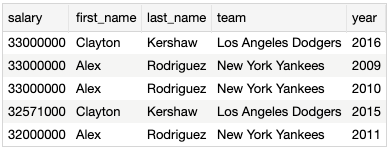 salary first_name last_name team year
33000000 Clayton Kershaw Los Angeles Dodgers 2016
33000000 Alex Rodriguez New York Yankees 2009
33000000 Alex Rodriguez New York Yankees 2010
32571000 Clayton Kershaw Los Angeles Dodgers 2015
32000000 Alex Rodriguez New York Yankees 2011